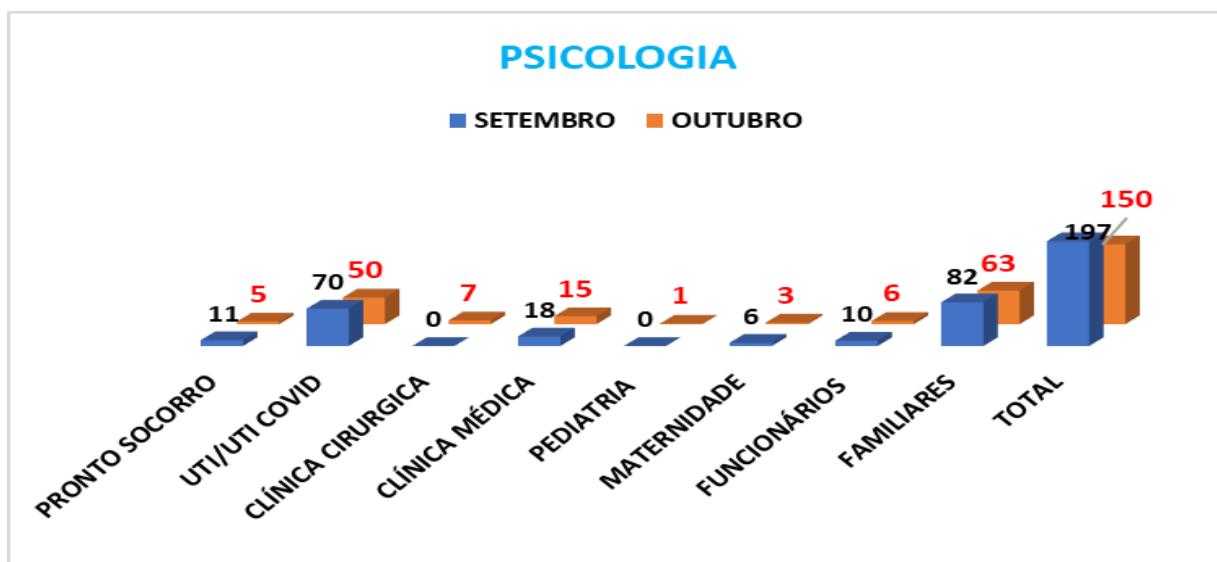 PSICOLOGIA
SETEMBRO OUTUBRO
11 5 70 50 0 7 18 15 0 1 6 3 10 6 82 63 197 150
PRONTO SOCORRO
UTI/UTI COVID
CLÍNICA CIRURGICA
CLÍNICA MÉDICA
PEDIATRIA
MATERNIDADE
FUNCIONÁRIOS
FAMILIARES
TOTAL